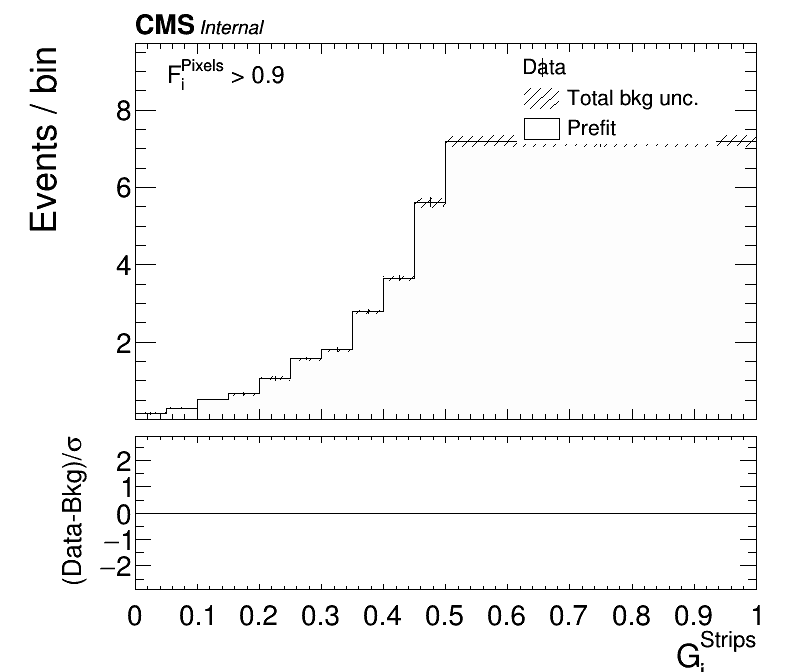 CMS Internal
F_i^Pixels > 0.9
Data
Total bkg unc.
Prefit
Events / bin
8
6
4
2
(Data-Bkg)/σ
2
1
0
−1
−2
0 0.1 0.2 0.3 0.4 0.5 0.6 0.7 0.8 0.9 1
G_i^Strips